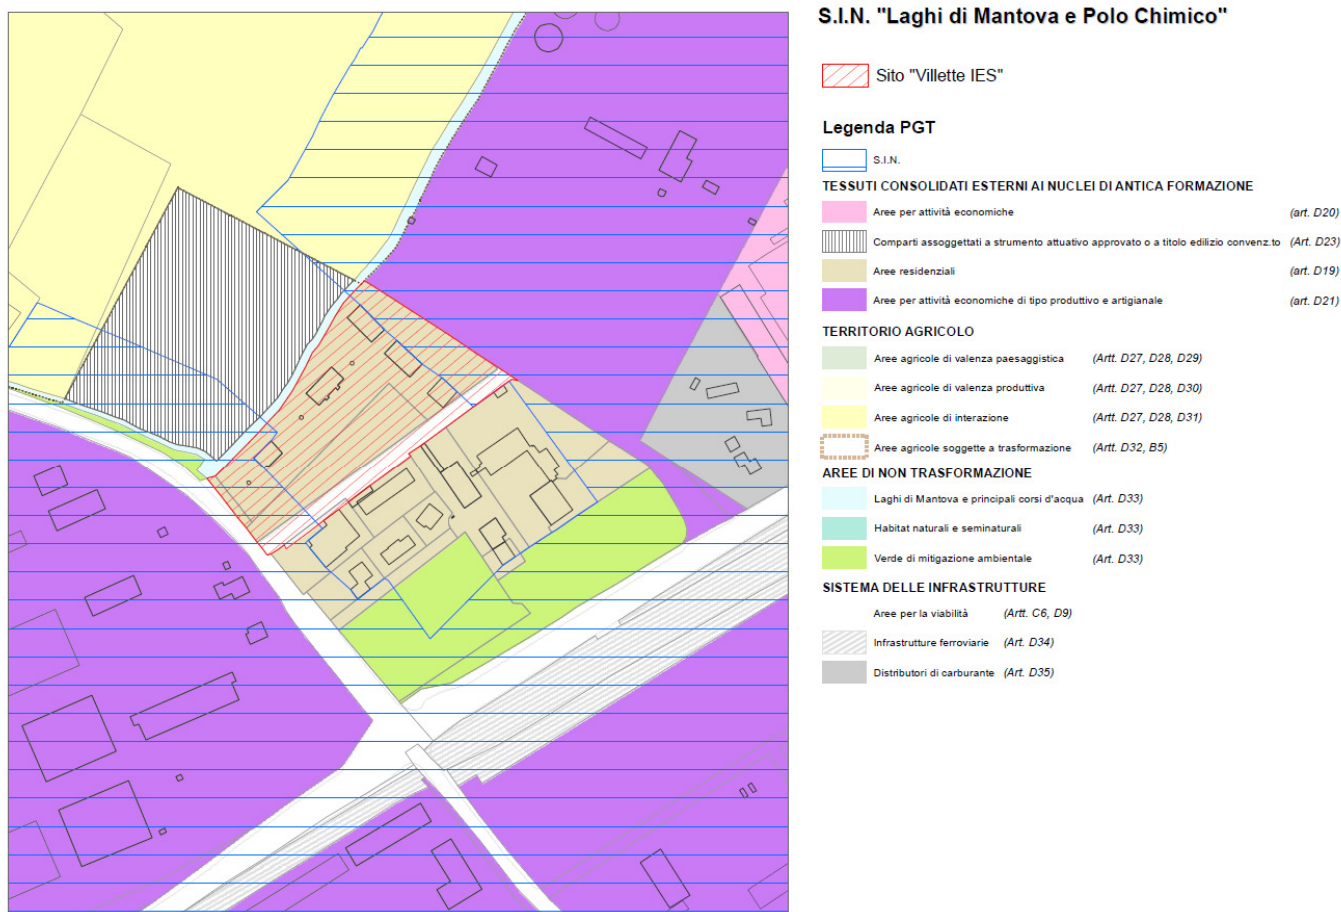 S.I.N. "Laghi di Mantova e Polo Chimico"
Sito "Villette IES"
Legenda PGT
S.I.N.
TESSUTI CONSOLIDATI ESTERNI AI NUCLEI DI ANTICA FORMAZIONE
Aree per attività economiche (art. D20)
Comparti assoggettati a strumento attuativo approvato o a titolo edilizio convenz.to (Art. D23)
Aree residenziali (art. D19)
Aree per attività economiche di tipo produttivo e artigianale (art. D21)
TERRITORIO AGRICOLO
Aree agricole di valenza paesaggistica (Artt. D27, D28, D29)
Aree agricole di valenza produttiva (Artt. D27, D28, D30)
Aree agricole di interazione (Artt. D27, D28, D31)
Aree agricole soggette a trasformazione (Artt. D32, B5)
AREE DI NON TRASFORMAZIONE
Laghi di Mantova e principali corsi d'acqua (Art. D33)
Habitat naturali e seminaturali (Art. D33)
Verde di mitigazione ambientale (Art. D33)
SISTEMA DELLE INFRASTRUTTURE
Aree per la viabilità (Artt. C6, D9)
Infrastrutture ferroviarie (Art. D34)
Distributori di carburante (Art. D35)